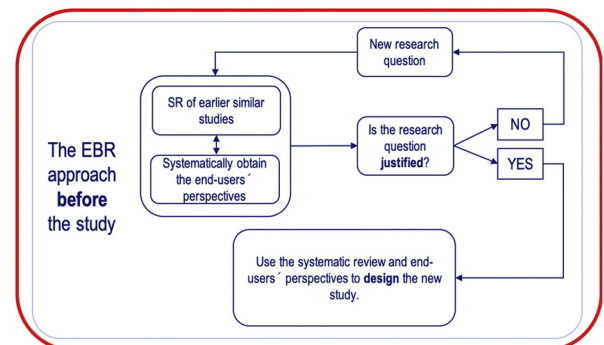 New research
question
SR of earlier similar
studies
Systematically obtain
the end-users´
perspectives
The EBR
approach
before
the study
Is the research
question
justified?
NO
YES
Use the systematic review and end-
users´ perspectives to design the new
study.